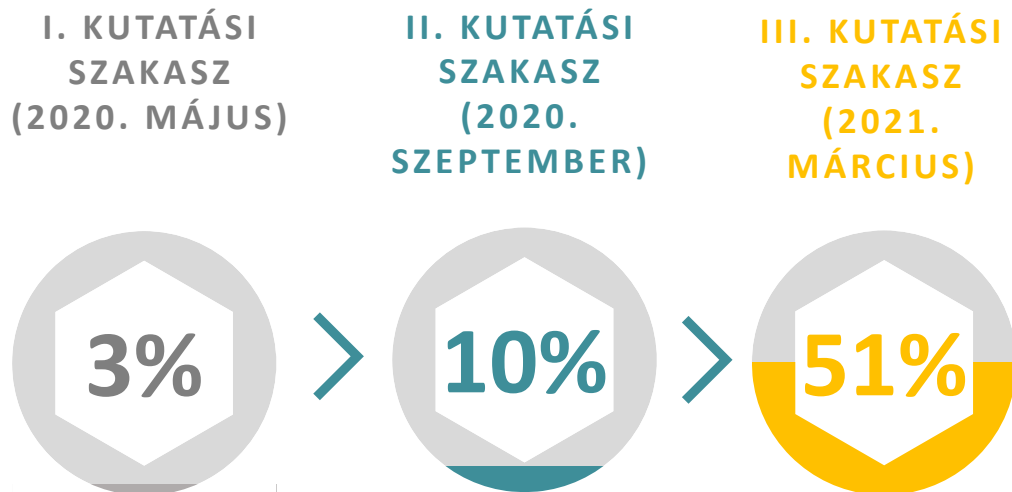 I. KUTATÁSI
SZAKASZ
(2020. MÁJUS)
II. KUTATÁSI
SZAKASZ
(2020.
SZEPTEMBER)
III. KUTATÁSI
SZAKASZ
(2021.
MÁRCIUS)
3%
10%
51%